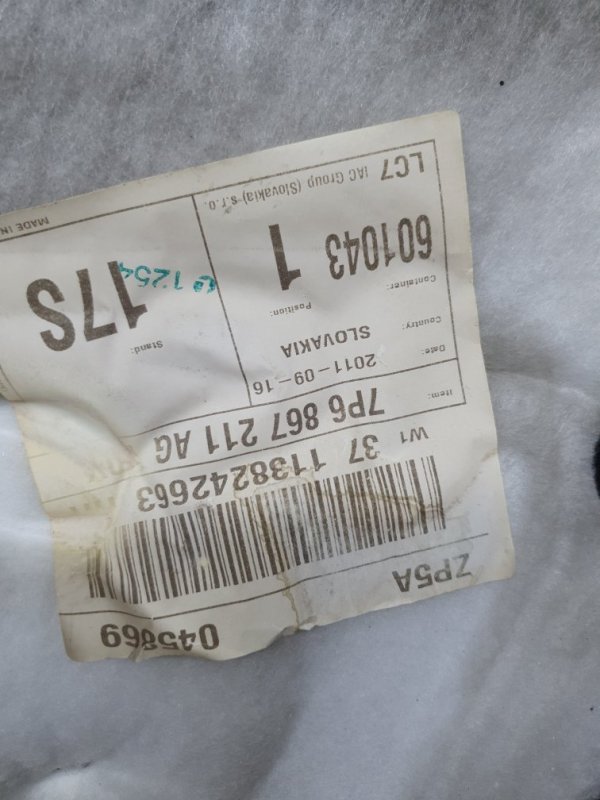 ZP5A 045869
W1 37 1138242663
Item: 7P6 867 211 AG
Date: 2011-09-16
Country: SLOVAKIA
Stand: 17S
Container: 601043
Position: 1
1254
LC7 IAC Group (Slovakia) s.r.o.
MADE IN